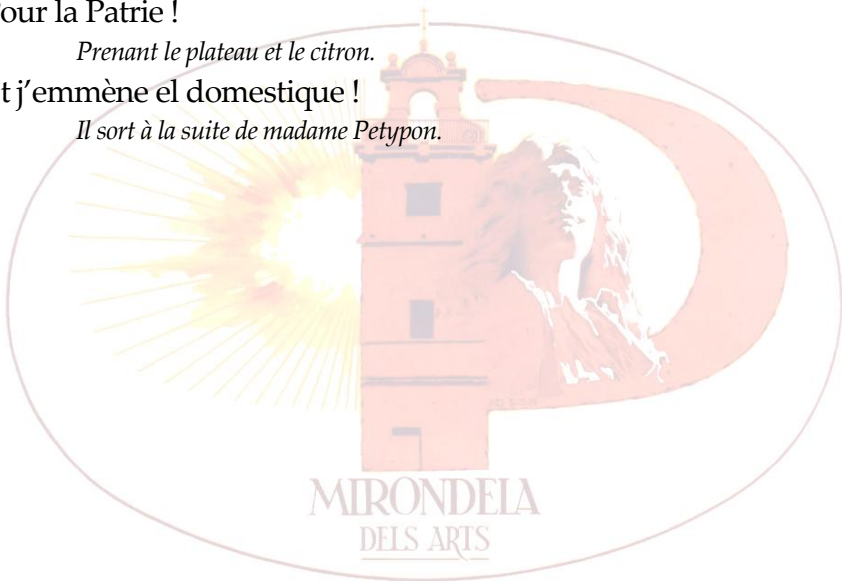 our la Patrie !
Prenant le plateau et le citron.
t j’emmène el domestique !
Il sort à la suite de madame Petypon.
MIRONDELA
DELS ARTS